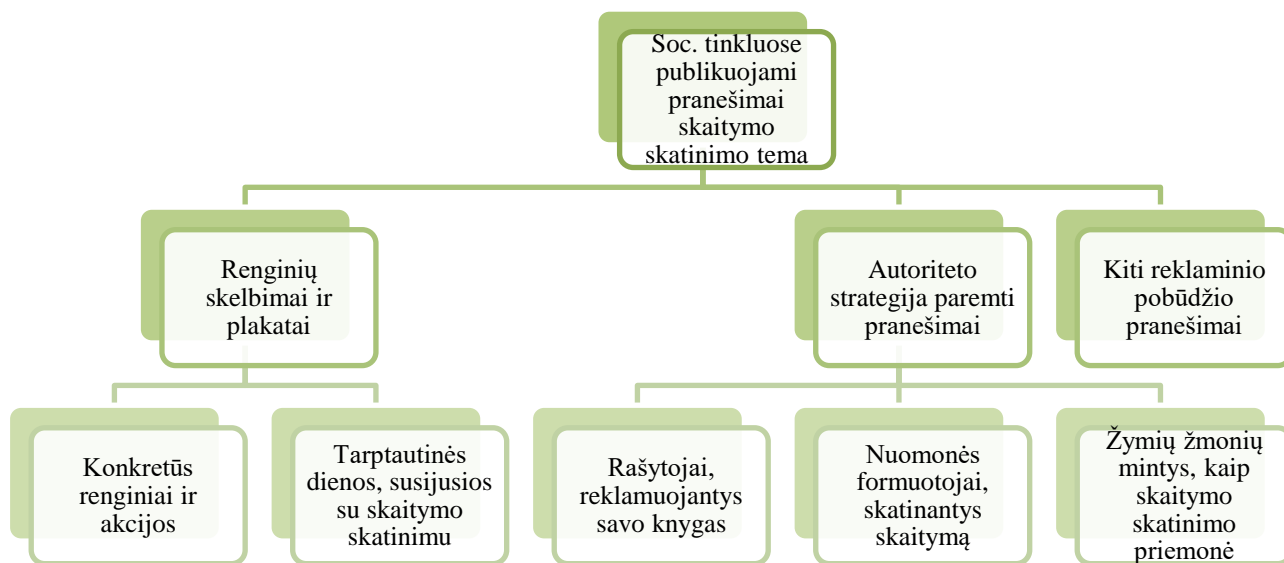 Soc. tinkluose
publikuojami
pranešimai
skaitymo
skatinimo tema
Renginių
skelbimai ir
plakatai
Autoriteto
strategija paremti
pranešimai
Kiti reklaminio
pobūdžio
pranešimai
Konkretūs
renginiai ir
akcijos
Tarptautinės
dienos, susijusios
su skaitymo
skatinimu
Rašytojai,
reklamuojantys
savo knygas
Nuomonės
formuotojai,
skatinantys
skaitymą
Žymių žmonių
mintys, kaip
skaitymo
skatinimo
priemonė